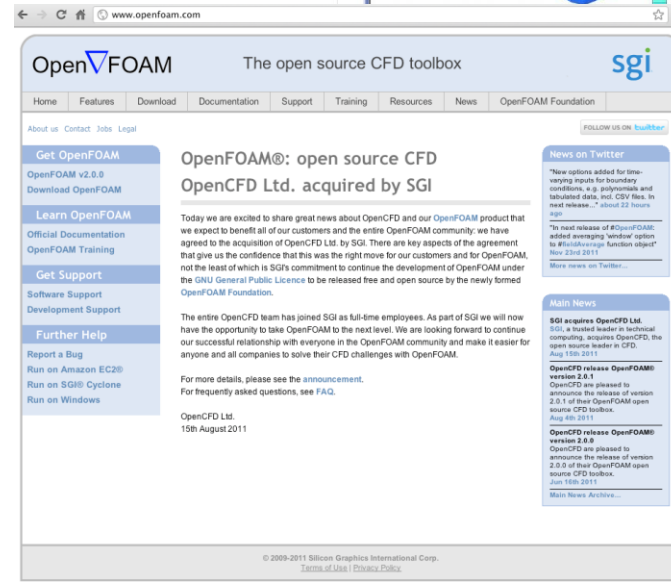 www.openfoam.com
Open∇FOAM
The open source CFD toolbox
sgi
Home Features Download Documentation Support Training Resources News OpenFOAM Foundation
About us Contact Jobs Legal
FOLLOW US ON twitter
Get OpenFOAM
OpenFOAM v2.0.0
Download OpenFOAM
Learn OpenFOAM
Official Documentation
OpenFOAM Training
Get Support
Software Support
Development Support
Further Help
Report a Bug
Run on Amazon EC2®
Run on SGI® Cyclone
Run on Windows
OpenFOAM®: open source CFD
OpenCFD Ltd. acquired by SGI
Today we are excited to share great news about OpenCFD and our OpenFOAM product that
we expect to benefit all of our customers and the entire OpenFOAM community: we have
agreed to the acquisition of OpenCFD Ltd. by SGI. There are key aspects of the agreement
that give us the confidence that this was the right move for our customers and for OpenFOAM,
not the least of which is SGI's commitment to continue the development of OpenFOAM under
the GNU General Public Licence to be released free and open source by the newly formed
OpenFOAM Foundation.
The entire OpenCFD team has joined SGI as full-time employees. As part of SGI we will now
have the opportunity to take OpenFOAM to the next level. We are looking forward to continue
our successful relationship with everyone in the OpenFOAM community and make it easier for
anyone and all companies to solve their CFD challenges with OpenFOAM.
For more details, please see the announcement.
For frequently asked questions, see FAQ.
OpenCFD Ltd.
15th August 2011
News on Twitter
"New options added for time-
varying inputs for boundary
conditions, e.g. polynomials and
tabulated data, incl. CSV files. In
next release..." about 22 hours
ago
"In next release of #OpenFOAM:
added averaging 'window' option
to #fieldAverage function object"
Nov 23rd 2011
More news on Twitter...
Main News
SGI acquires OpenCFD Ltd.
SGI, a trusted leader in technical
computing, acquires OpenCFD, the
open source leader in CFD.
Aug 15th 2011
OpenCFD release OpenFOAM®
version 2.0.1
OpenCFD are pleased to
announce the release of version
2.0.1 of their OpenFOAM open
source CFD toolbox.
Aug 4th 2011
OpenCFD release OpenFOAM®
version 2.0.0
OpenCFD are pleased to
announce the release of version
2.0.0 of their OpenFOAM open
source CFD toolbox.
Jun 16th 2011
Main News Archive...
© 2009-2011 Silicon Graphics International Corp.
Terms of Use | Privacy Policy